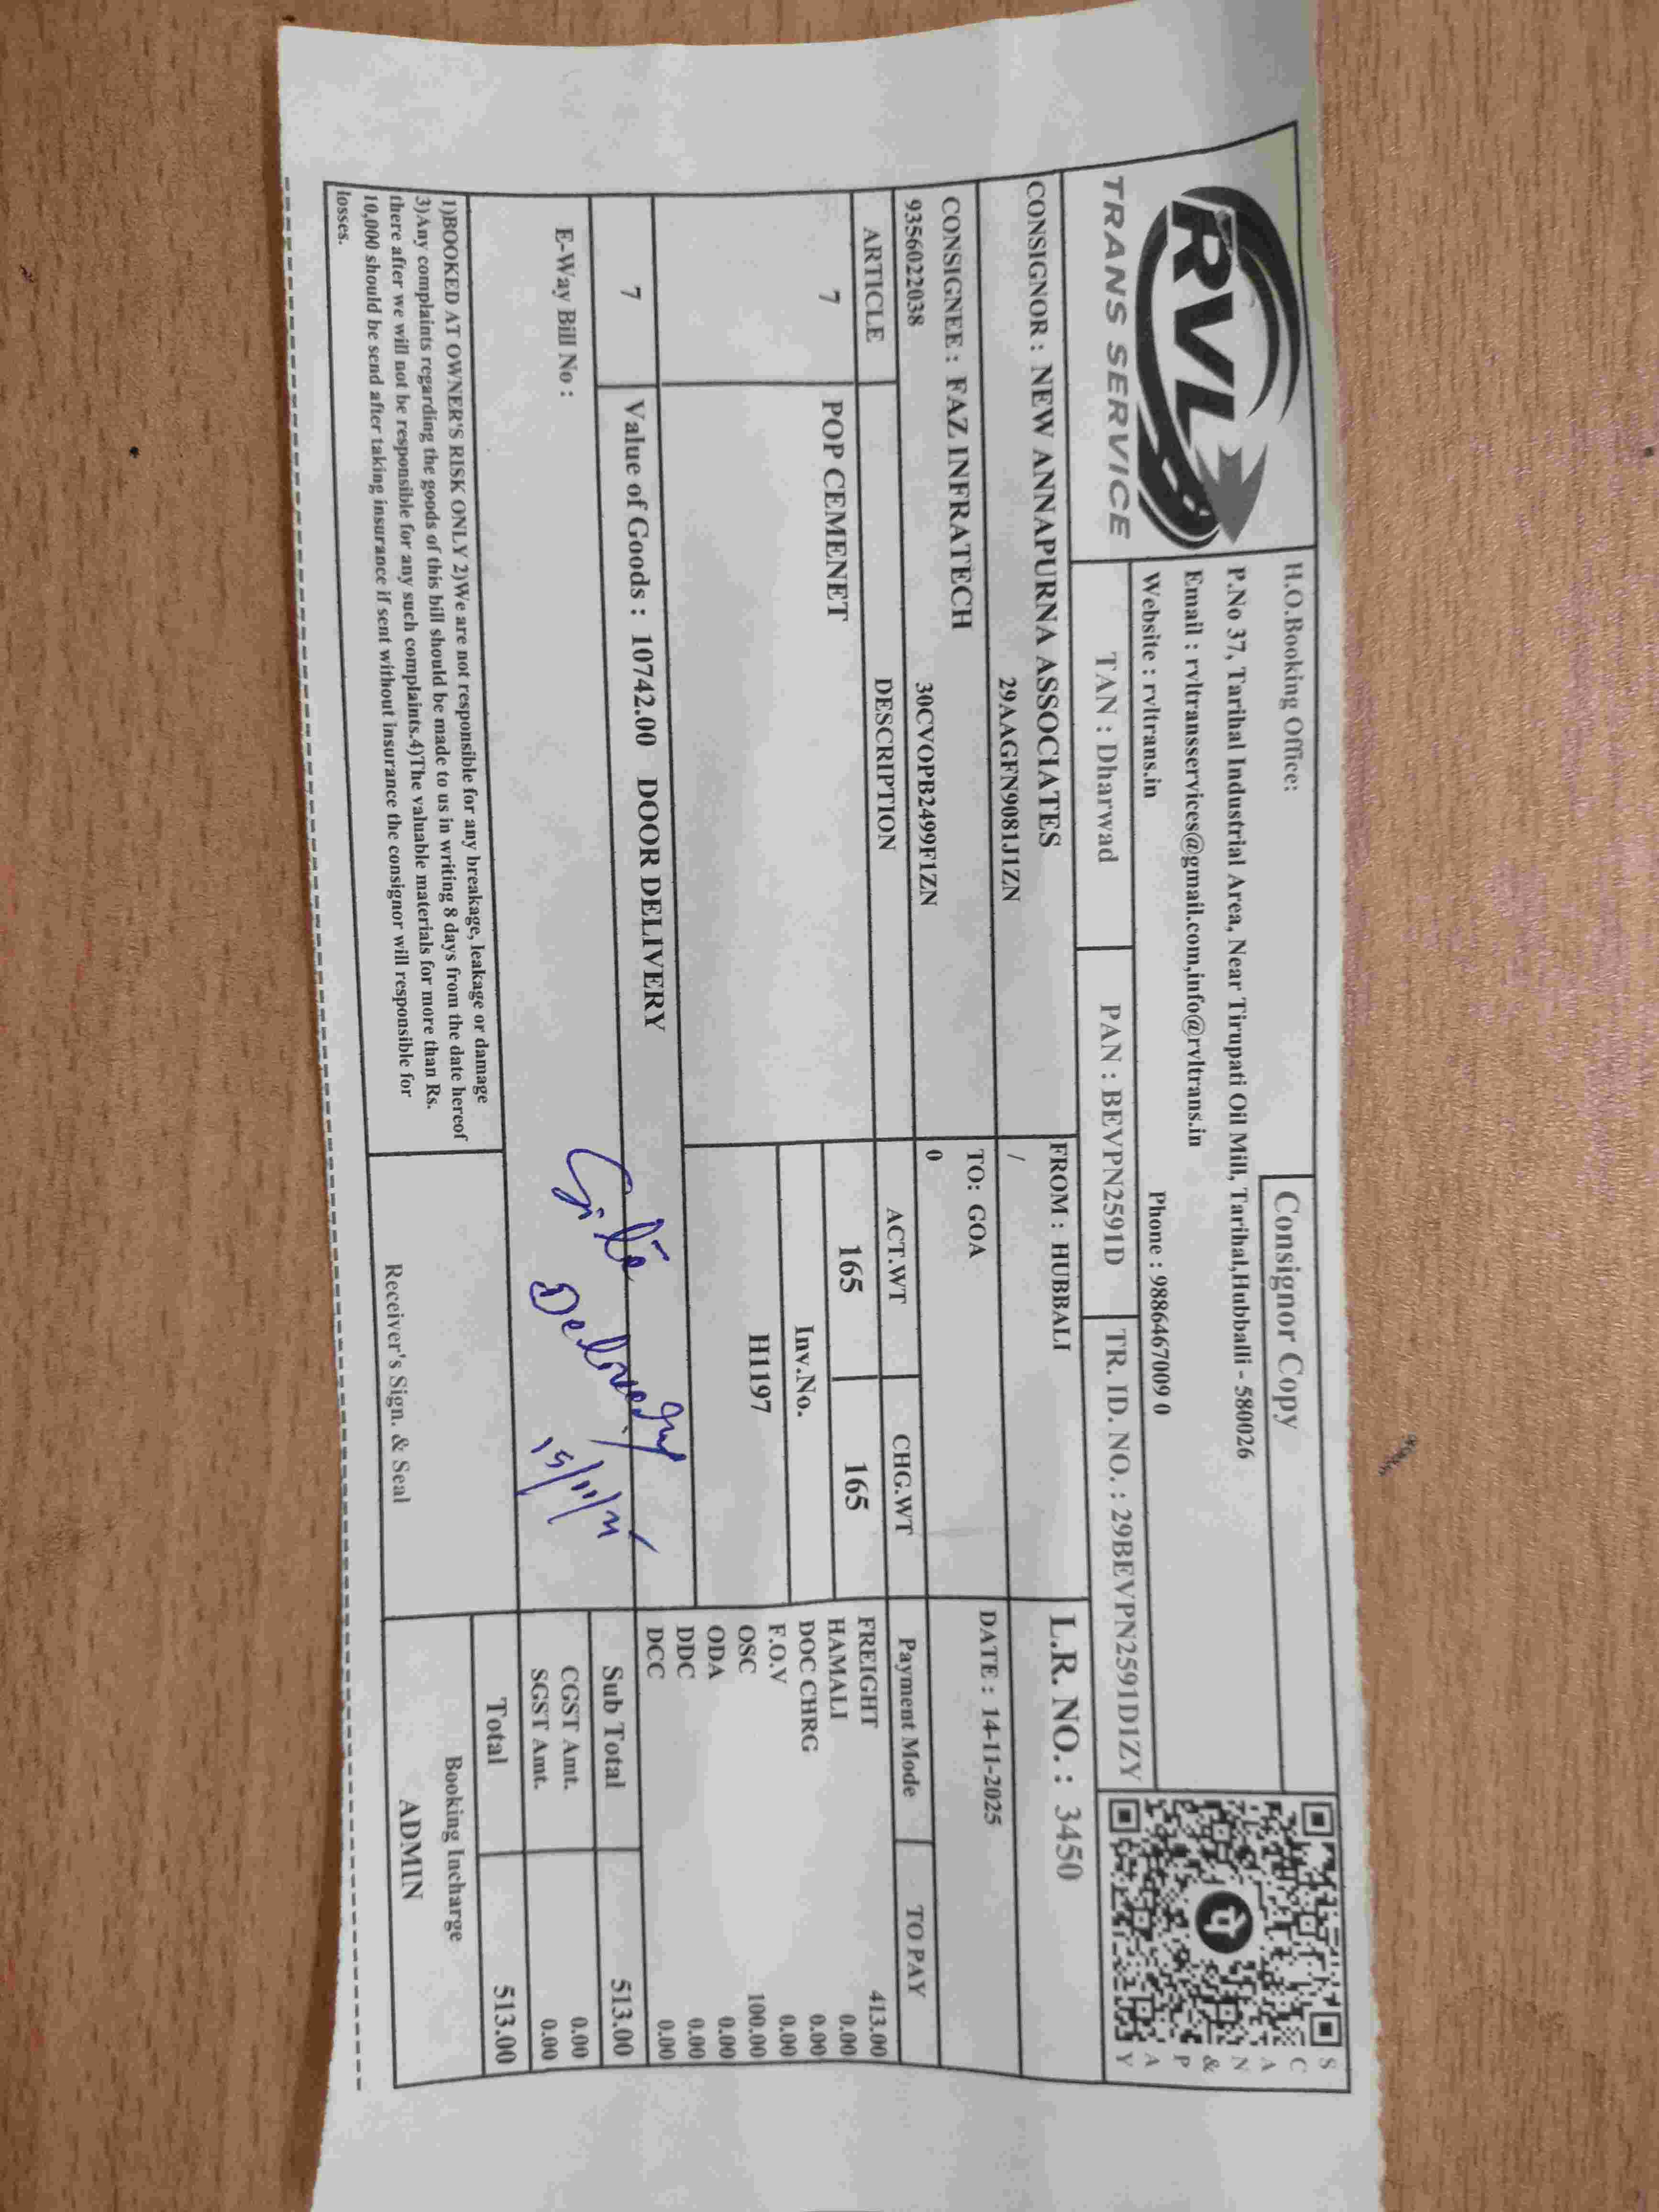 RVL
TRANS SERVICE
H.O.Booking Office:
Consignor Copy
P.No 37, Tarihal Industrial Area, Near Tirupati Oil Mill, Tarihal,Hubballi - 580026
Email : rvltransservices@gmail.com,info@rvltrans.in
Website : rvltrans.in
Phone : 9886467009 0
SCAN & PAY
TAN : Dharwad
PAN : BEVPN2591D
TR. ID. NO. : 29BEVPN2591D1ZY
CONSIGNOR : NEW ANNAPURNA ASSOCIATES
29AAGFN9081J1ZN
FROM : HUBBALI
/
L.R. NO. : 3450
CONSIGNEE : FAZ INFRATECH
9356022038
30CVOPB2499F1ZN
TO: GOA
0
DATE : 14-11-2025
ARTICLE
DESCRIPTION
ACT.WT
CHG.WT
Payment Mode
TO PAY
7
POP CEMENET
165
165
Inv.No.
H1197
FREIGHT 413.00
HAMALI 0.00
DOC CHRG 0.00
F.O.V 0.00
OSC 100.00
ODA 0.00
DDC 0.00
DCC 0.00
7
Value of Goods : 10742.00 DOOR DELIVERY
Sub Total 513.00
E-Way Bill No :
Site
15/11/
CGST Amt. 0.00
SGST Amt. 0.00
Total 513.00
1)BOOKED AT OWNER'S RISK ONLY 2)We are not responsible for any breakage, leakage or damage
3)Any complaints regarding the goods of this bill should be made to us in writing 8 days from the date hereof
there after we will not be responsible for any such complaints.4)The valuable materials for more than Rs.
10,000 should be send after taking insurance if sent without insurance the consignor will responsible for
losses.
Receiver's Sign. & Seal
Booking Incharge
ADMIN